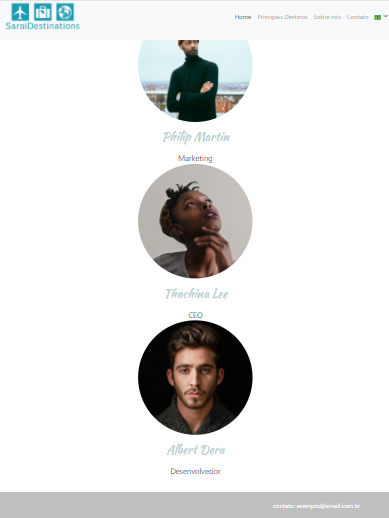 SaraiDestinations
Home Principais Destinos Sobre nós Contato
Philip Martin
Marketing
Thachina Lee
CEO
Albert Dera
Desenvolvedor
contato: exemplo@email.com.br